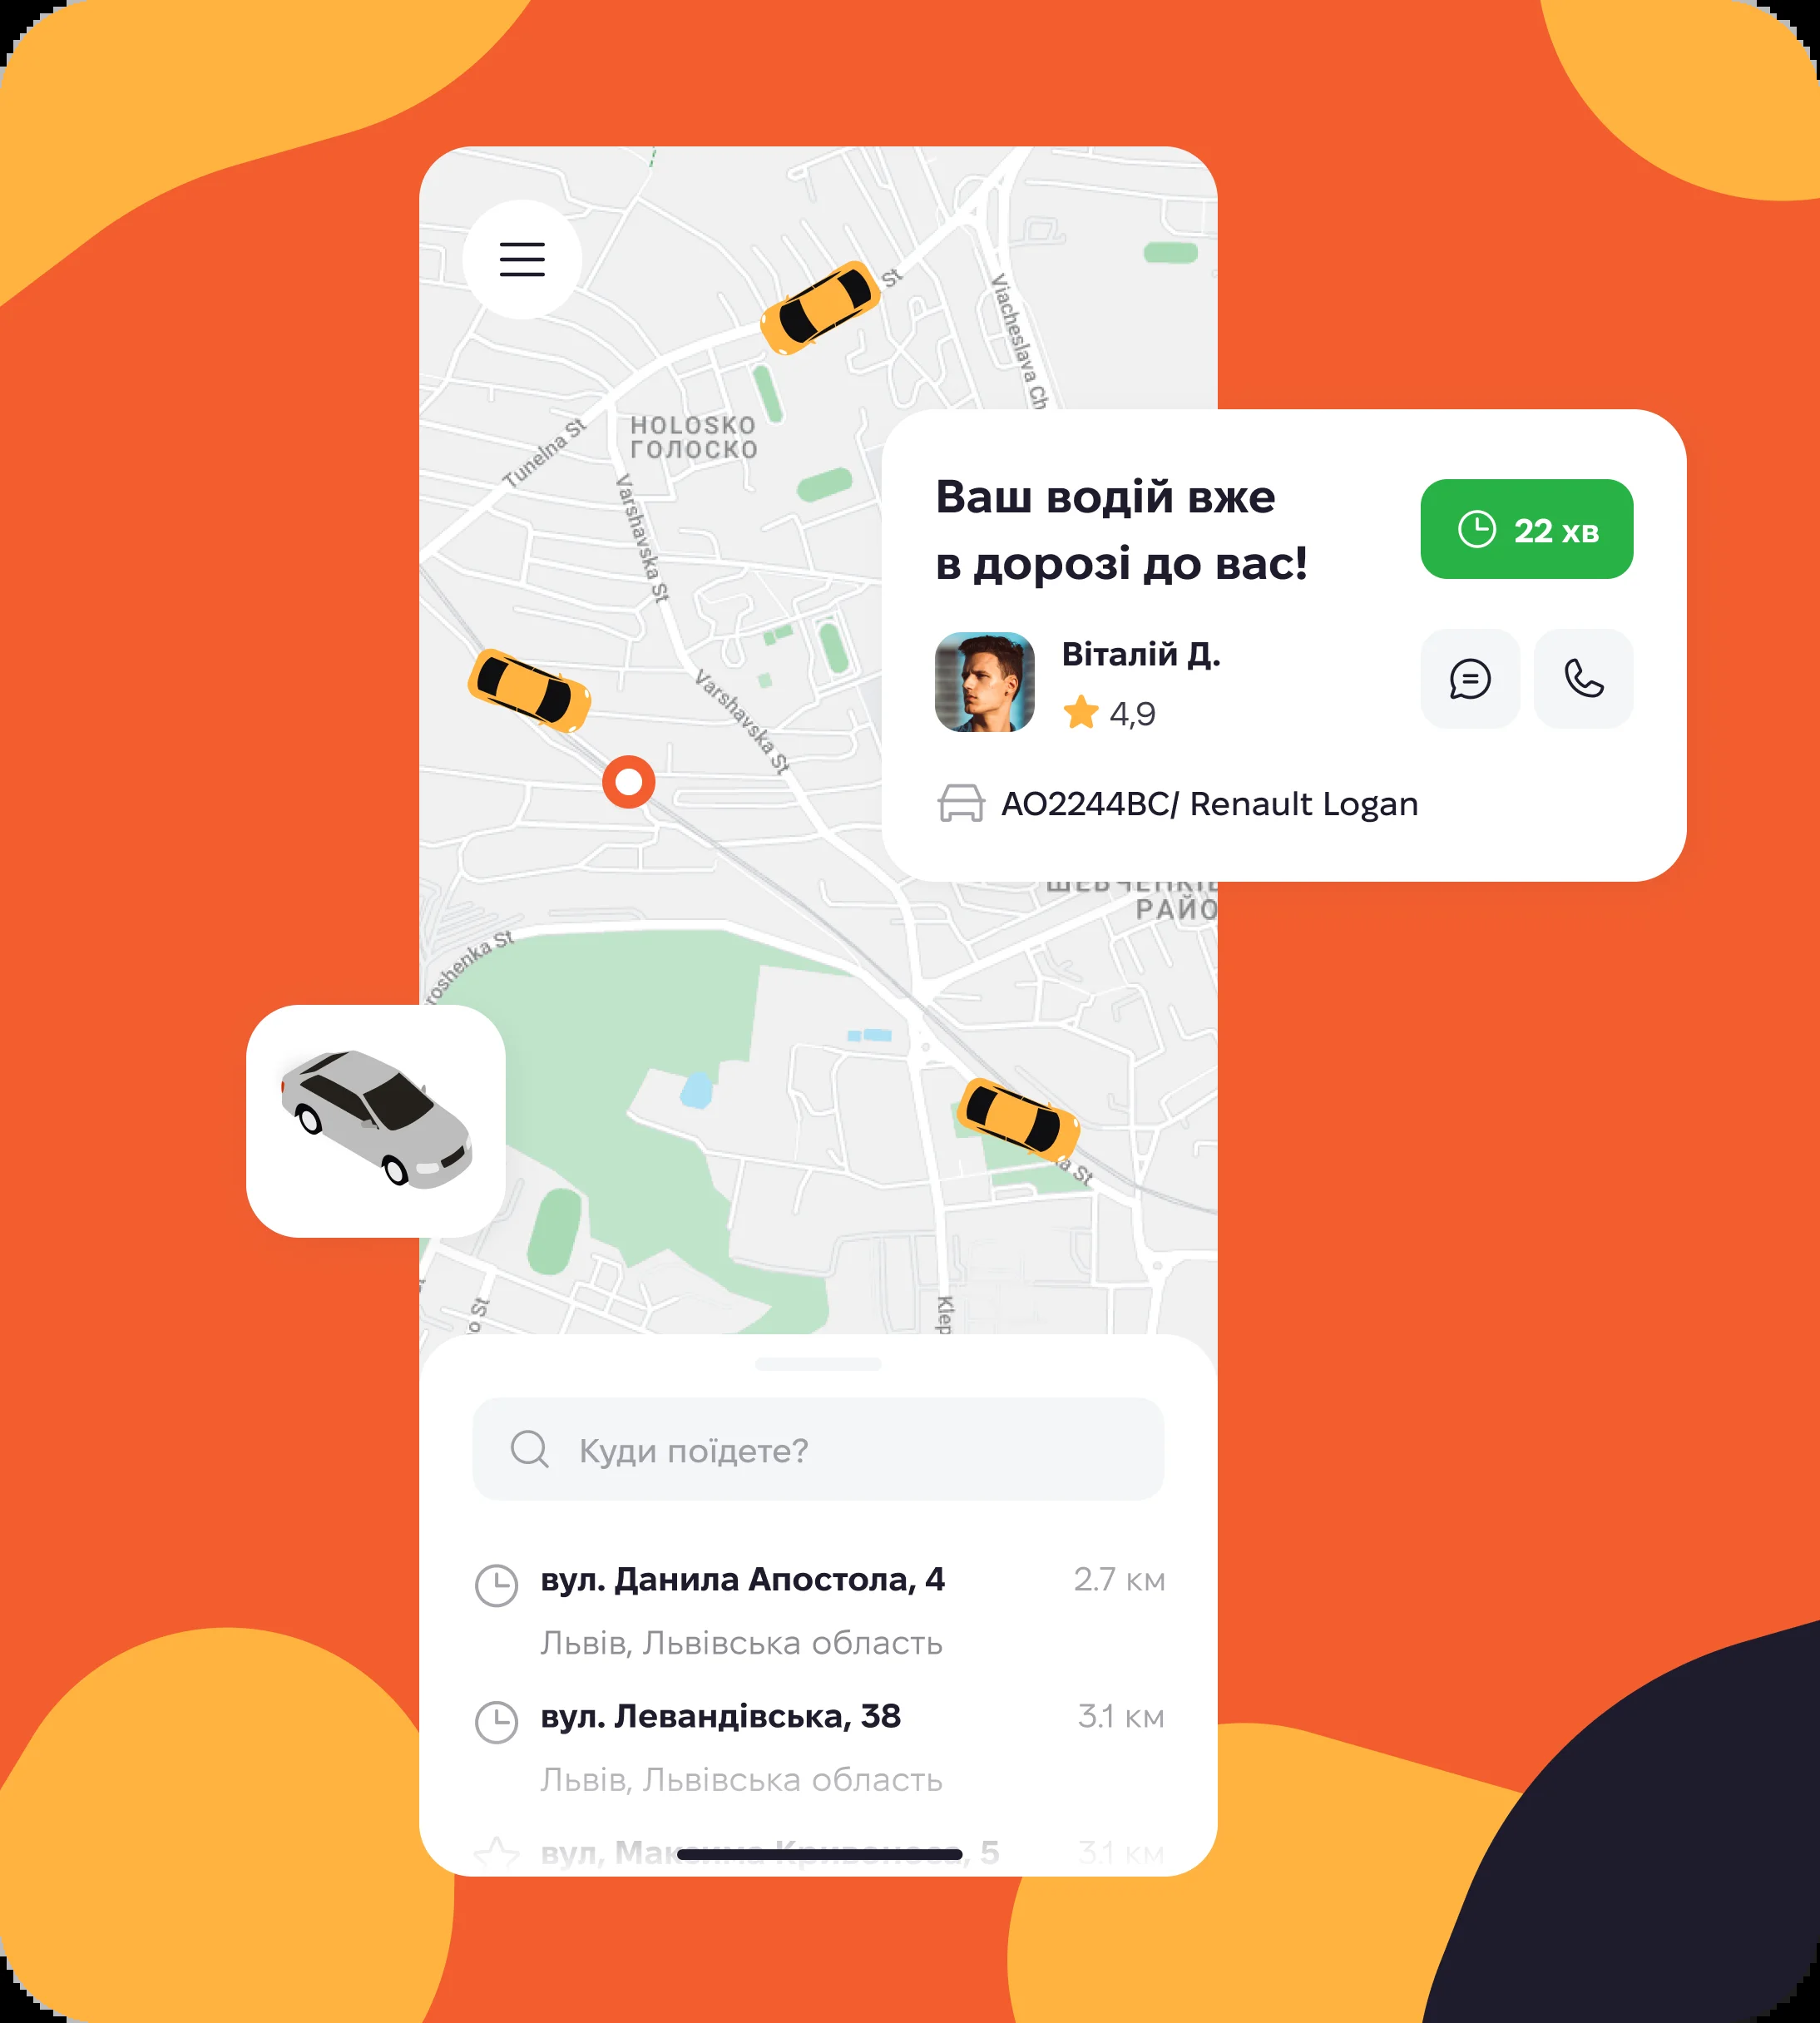 St
Viacheslava Ch
HOLOSKO
ГОЛОСКО
Tunelna St
Varshavska St
Varshavska St
Ваш водій вже
в дорозі до вас!
22 хв
Віталій Д.
4,9
AO2244BC/ Renault Logan
РАЙО
roshenka St
a St
o St
Klep
Куди поїдете?
вул. Данила Апостола, 4
2.7 км
Львів, Львівська область
вул. Левандівська, 38
3.1 км
Львів, Львівська область
вул, Максима Кривоноса, 5
3.1 км